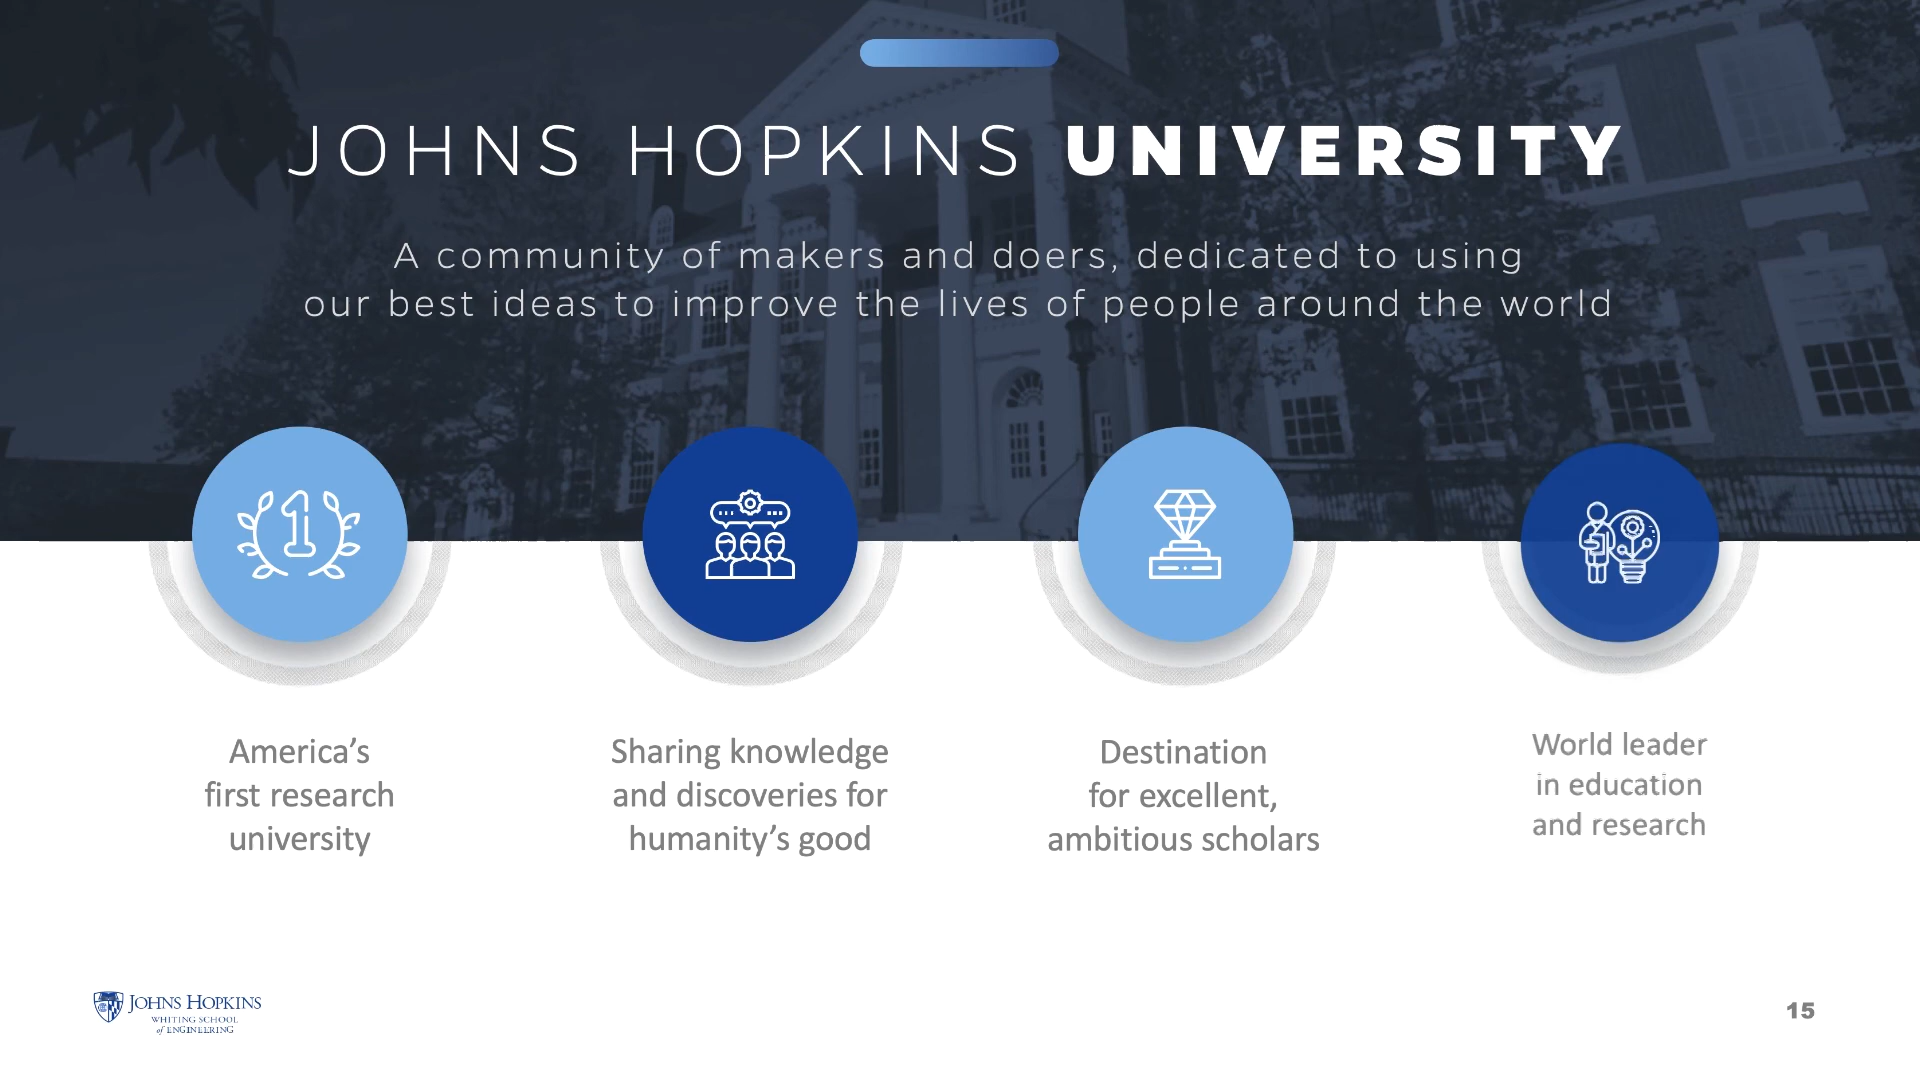 JOHNS HOPKINS UNIVERSITY
A community of makers and doers, dedicated to using
our best ideas to improve the lives of people around the world
1
America’s
first research
university
Sharing knowledge
and discoveries for
humanity’s good
Destination
for excellent,
ambitious scholars
World leader
in education
and research
JOHNS HOPKINS
WHITING SCHOOL
of ENGINEERING
15